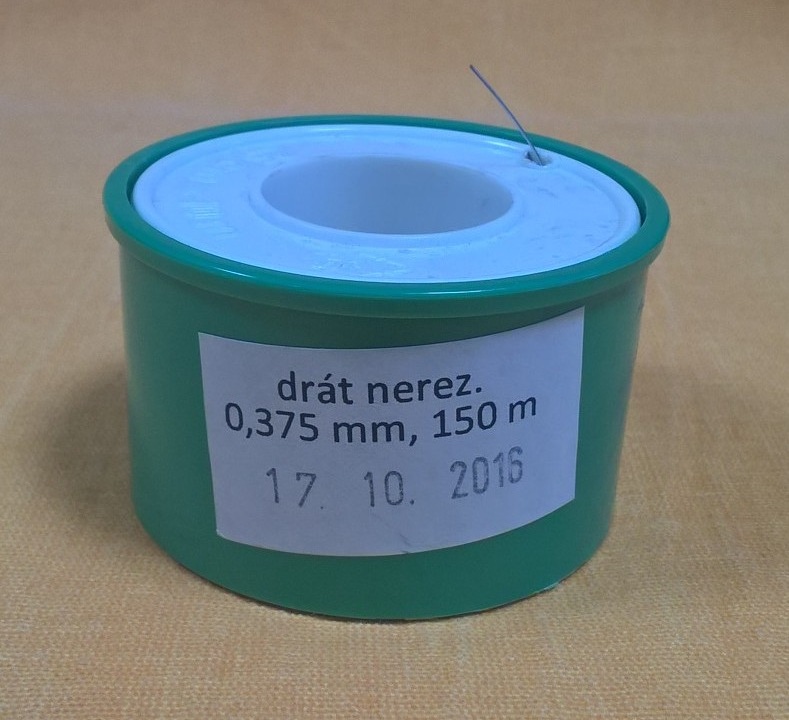 drát nerez.
0,375 mm, 150 m
17. 10. 2016